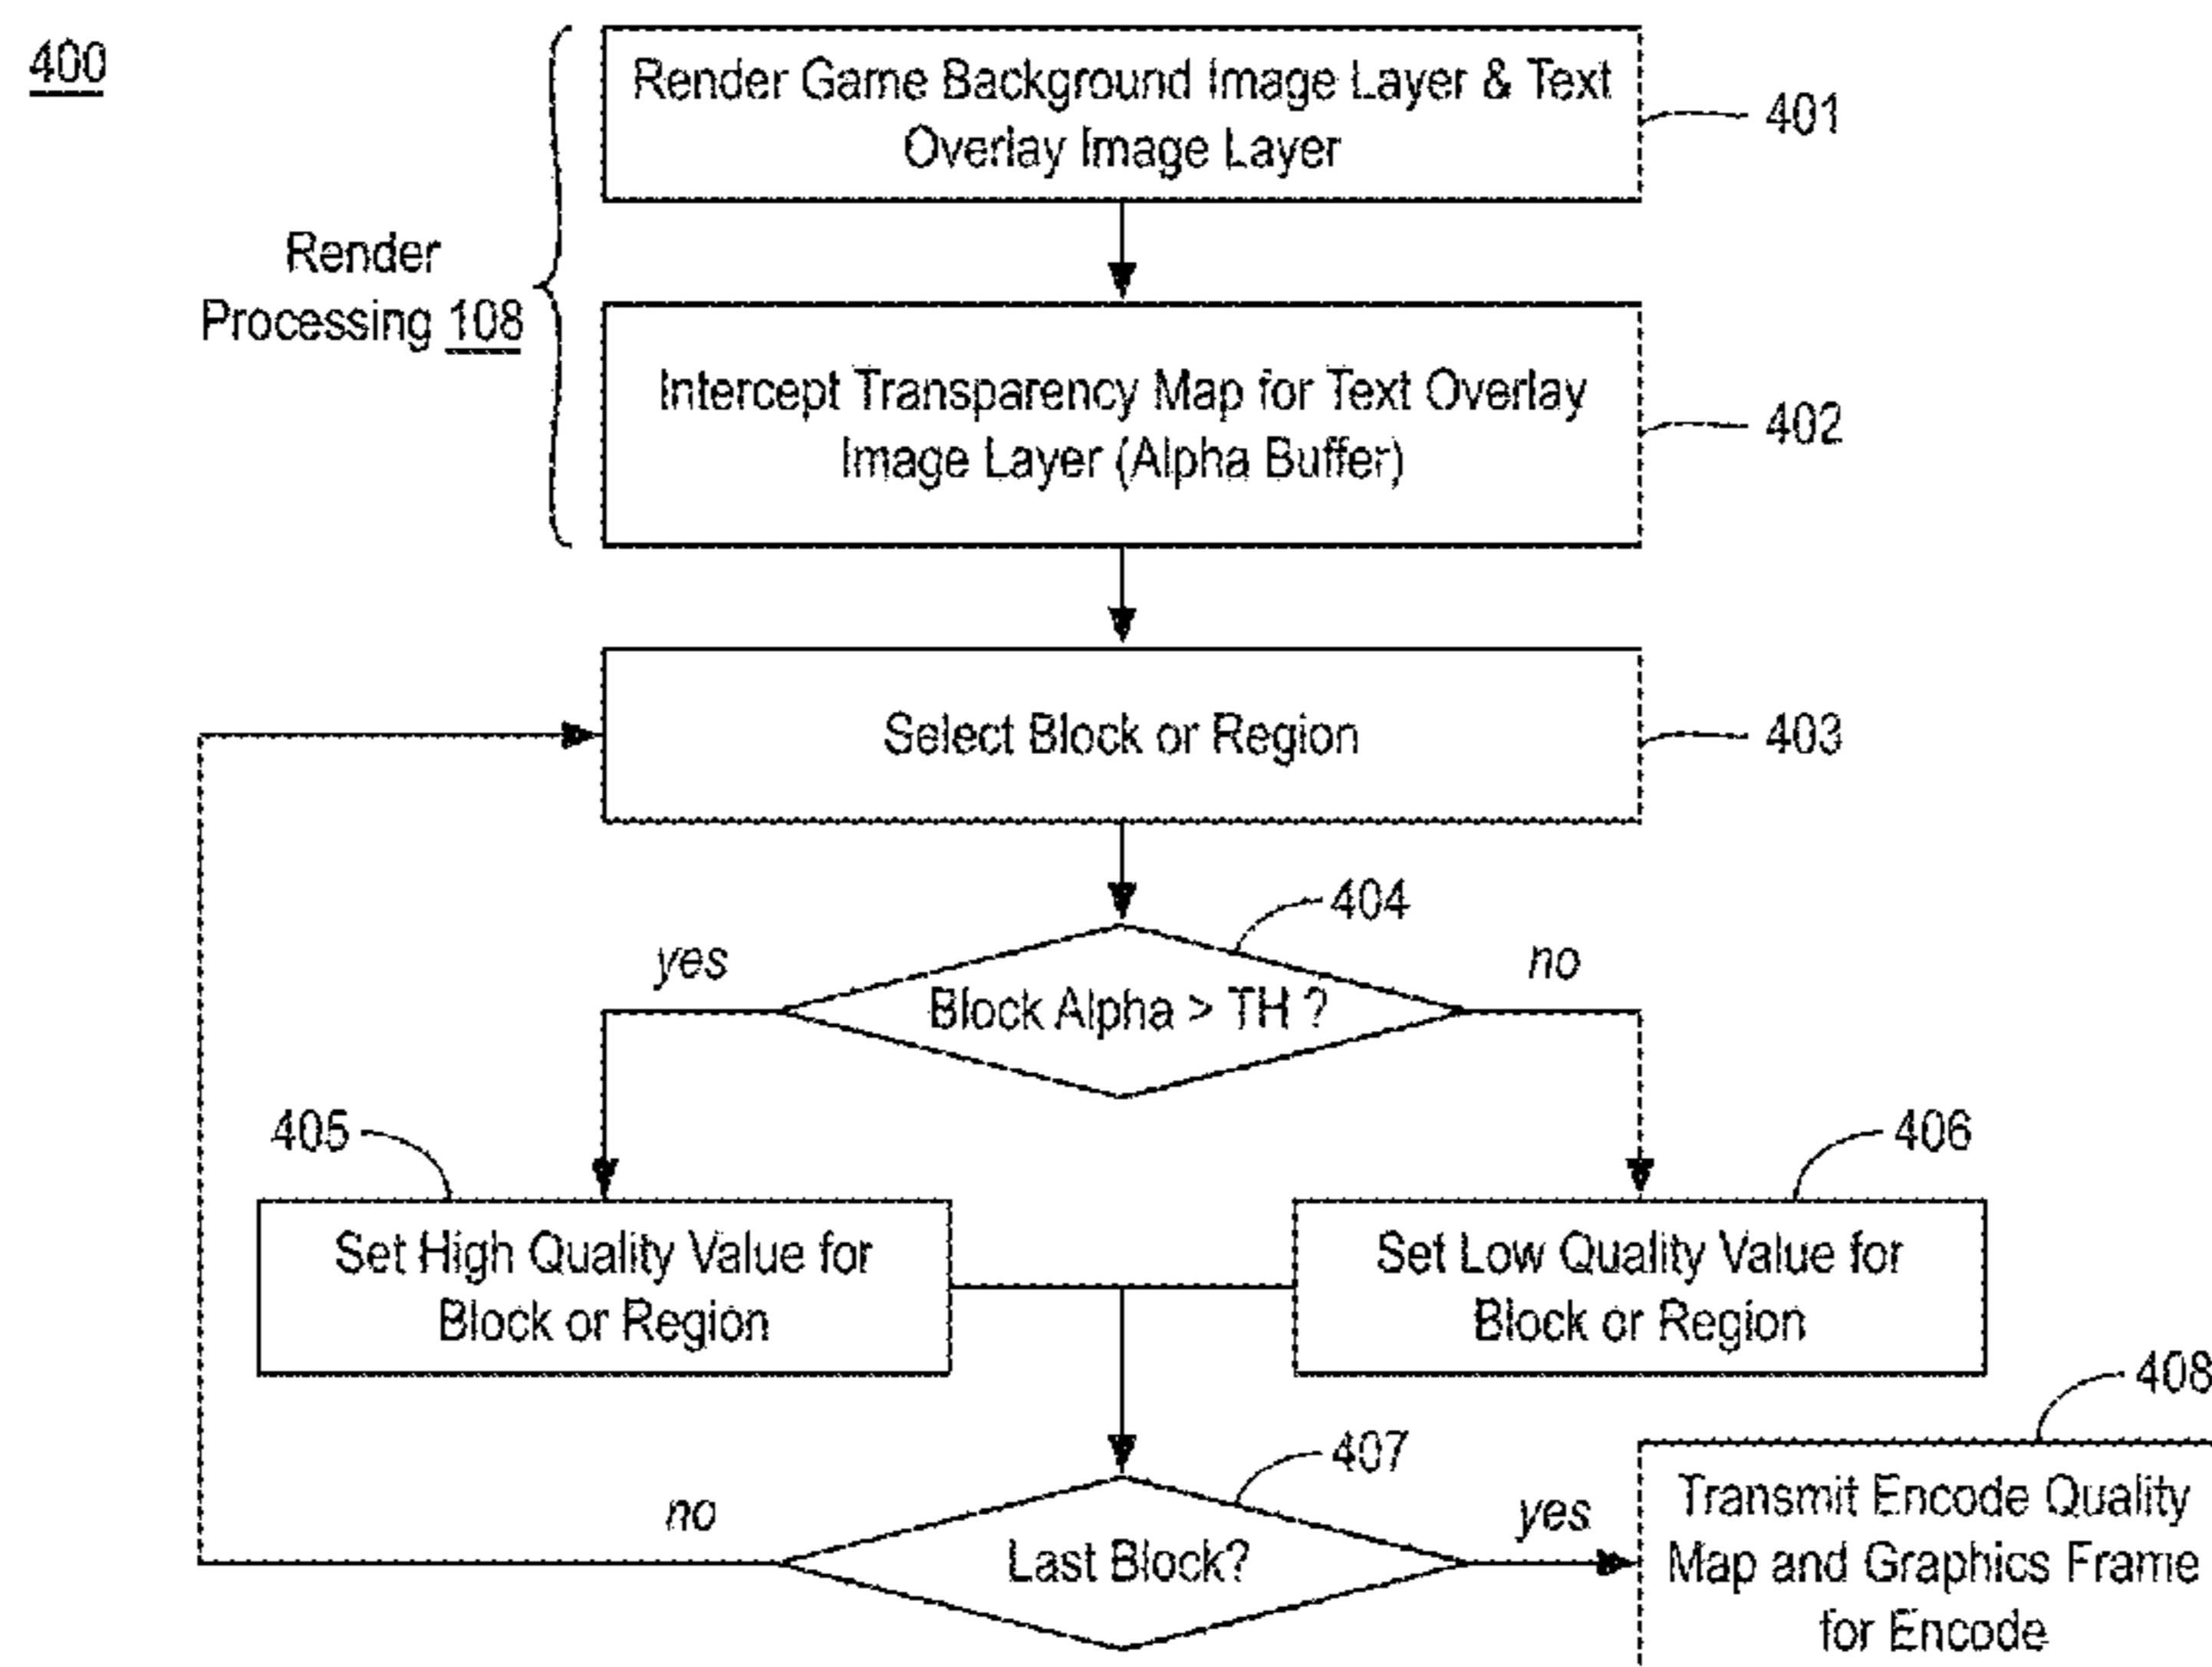 400
Render Game Background Image Layer & Text
Overlay Image Layer
401
Render
Processing 108
Intercept Transparency Map for Text Overlay
Image Layer (Alpha Buffer)
402
Select Block or Region
403
404
yes
no
Block Alpha > TH ?
405
406
Set High Quality Value for
Block or Region
Set Low Quality Value for
Block or Region
408
407
no
yes
Last Block?
Transmit Encode Quality
Map and Graphics Frame
for Encode